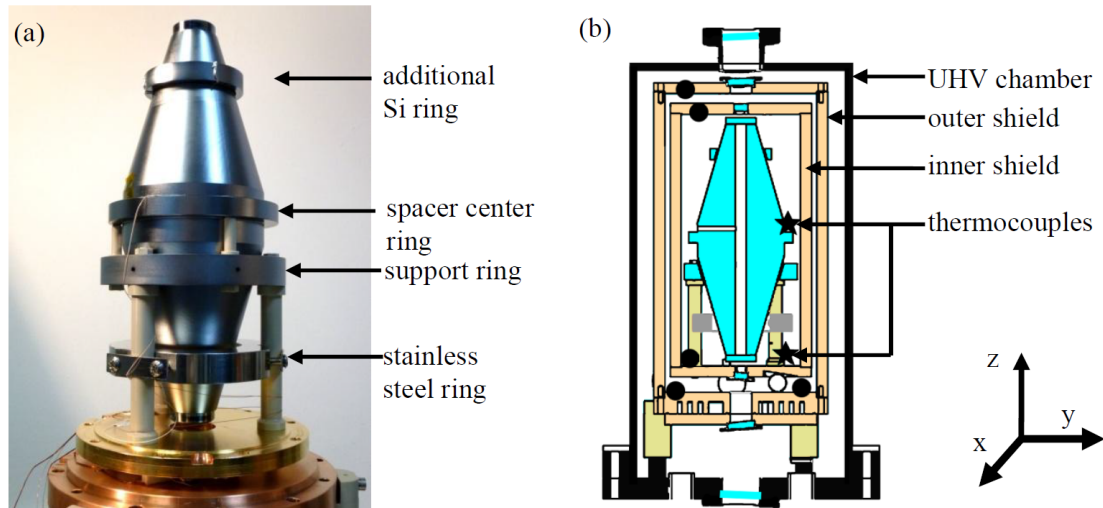 (a)
additional
Si ring
spacer center
ring
support ring
stainless
steel ring
(b)
UHV chamber
outer shield
inner shield
thermocouples
z
y
x